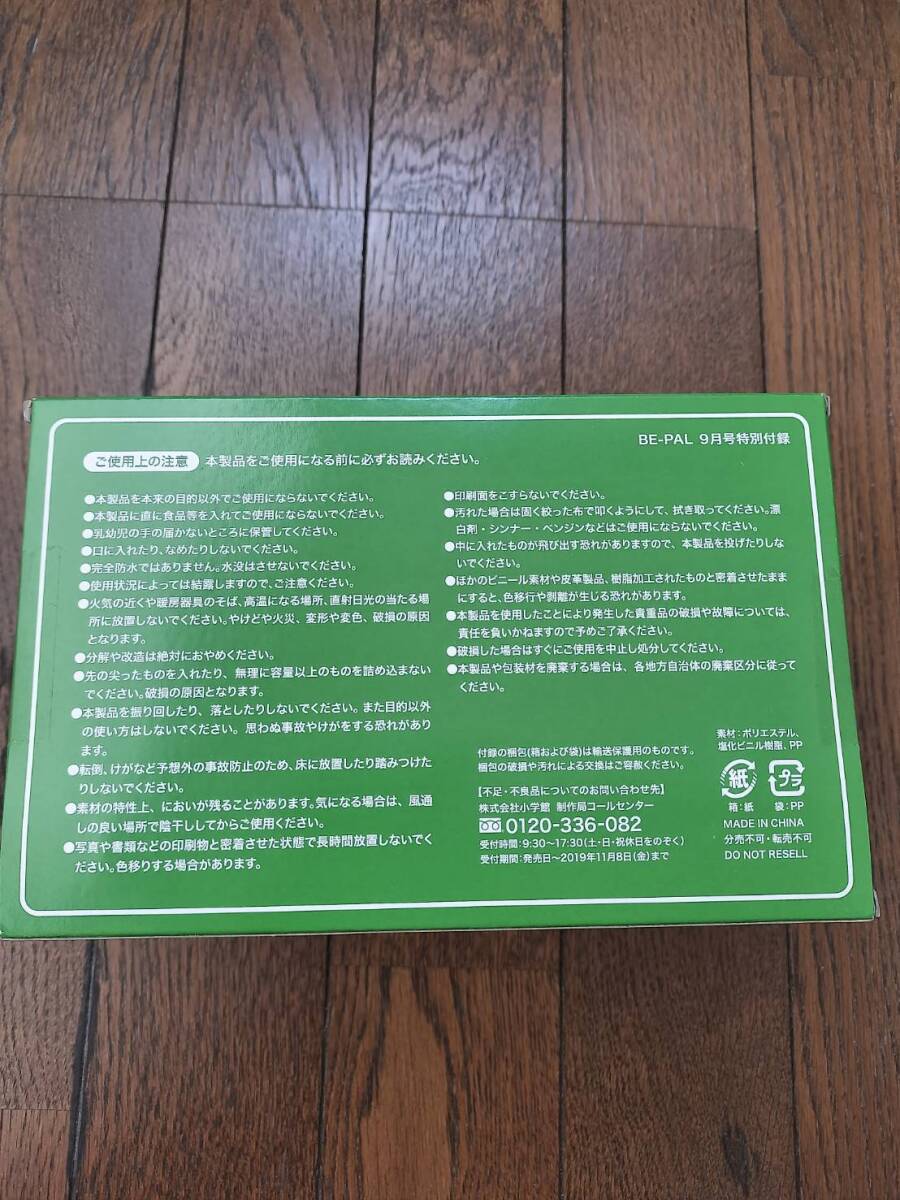 BE-PAL 9月号特別付録
ご使用上の注意 本製品をご使用になる前に必ずお読みください。
●本製品を本来の目的以外でご使用にならないでください。
●本製品に直に食品等を入れてご使用にならないでください。
●乳幼児の手の届かないところに保管してください。
●口に入れたり、なめたりしないでください。
●完全防水ではありません。水没はさせないでください。
●使用状況によっては結露しますので、ご注意ください。
●火気の近くや暖房器具のそば、高温になる場所、直射日光の当たる場
所に放置しないでください。やけどや火災、変形や変色、破損の原因
となります。
●分解や改造は絶対におやめください。
●先の尖ったものを入れたり、無理に容量以上のものを詰め込まない
でください。破損の原因となります。
●本製品を振り回したり、落としたりしないでください。また目的以外
の使い方はしないでください。思わぬ事故やけがをする恐れがあり
ます。
●転倒、けがなど予想外の事故防止のため、床に放置したり踏みつけた
りしないでください。
●素材の特性上、においが残ることがあります。気になる場合は、風通
しの良い場所で陰干ししてからご使用ください。
●写真や書類などの印刷物と密着させた状態で長時間放置しないでく
ださい。色移りする場合があります。
●印刷面をこすらないでください。
●汚れた場合は固く絞った布で叩くようにして、拭き取ってください。漂
白剤・シンナー・ベンジンなどはご使用にならないでください。
●中に入れたものが飛び出す恐れがありますので、本製品を投げたりしな
いでください。
●ほかのビニール素材や皮革製品、樹脂加工されたものと密着させたまま
にすると、色移行や剥離が生じる恐れがあります。
●本製品を使用したことにより発生した貴重品の破損や故障については、
責任を負いかねますので予めご了承ください。
●破損した場合はすぐにご使用を中止し処分してください。
●本製品や包装材を廃棄する場合は、各地方自治体の廃棄区分に従って
ください。
付録の梱包(箱および袋)は輸送保護用のものです。
梱包の破損や汚れによる交換はご容赦ください。
【不足・不良品についてのお問い合わせ先】
株式会社小学館 制作局コールセンター
0120-336-082
受付時間:9:30〜17:30(土・日・祝休日をのぞく)
受付期間:発売日〜2019年11月8日(金)まで
素材:ポリエステル、
塩化ビニル樹脂、PP
紙 プラ
箱:紙 袋:PP
MADE IN CHINA
分売不可・転売不可
DO NOT RESELL